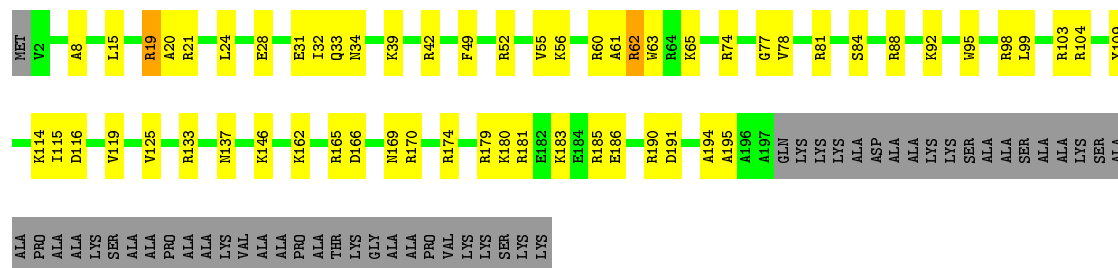 MET V2 A8 L15 R19 A20 R21 L24 E28 E31 I32 Q33 N34 K39 R42 F49 R52 V55 K56 R60 A61 R62 W63 R64 K65 R74 G77 V78 R81 S84 R88 K92 W95 R98 L99 R103 R104 Y109
K114 I115 D116 V119 V125 R133 N137 K146 K162 R165 D166 N169 R170 R174 R179 K180 R181 E182 K183 E184 R185 E186 R190 D191 A194 A195 A196 A197 GLN LYS LYS LYS ALA ASP ALA ALA LYS LYS SER ALA ALA SER ALA ALA LYS SER ALA
ALA PRO ALA ALA LYS SER ALA ALA PRO ALA ALA LYS VAL ALA ALA PRO ALA THR LYS GLY ALA ALA PRO VAL LYS LYS SER LYS LYS